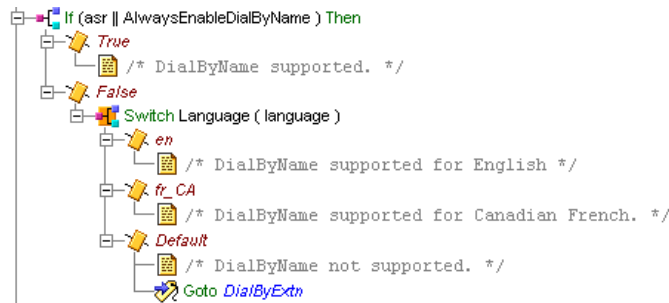 If (asr || AlwaysEnableDialByName ) Then
True
/* DialByName supported. */
False
Switch Language ( language )
en
/* DialByName supported for English */
fr_CA
/* DialByName supported for Canadian French. */
Default
/* DialByName not supported. */
Goto DialByExtn